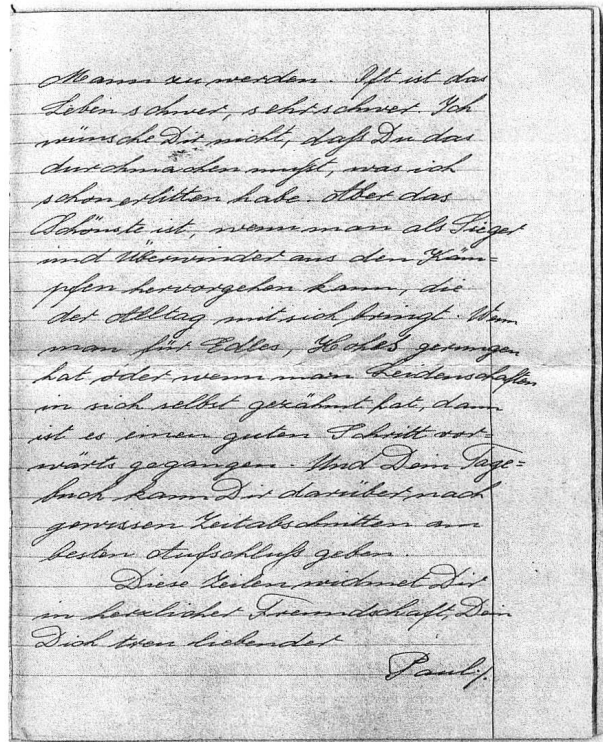 Mann zu werden. Oft ist das
Leben schwer, sehr schwer. Ich
wünsche Dir nicht, daß Du das
durchmachen mußt, was ich
schon erlitten habe. Aber das
Schönste ist, wenn man als Sieger
und Überwinder aus den Käm-
pfen hervorgehen kann, die
der Alltag mit sich bringt. Wenn
man für Edles, Hohes gerungen
hat oder wenn man Leidenschaften
in sich selbst gezähmt hat, dann
ist es einen guten Schritt vor-
wärts gegangen. Und Dein Tage-
buch kann Dir darüber nach
gewissen Zeitabschnitten am
besten Aufschluß geben.
Diese Zeilen widmet Dir
in herzlicher Freundschaft, Dein
Dich treu liebender
Paul